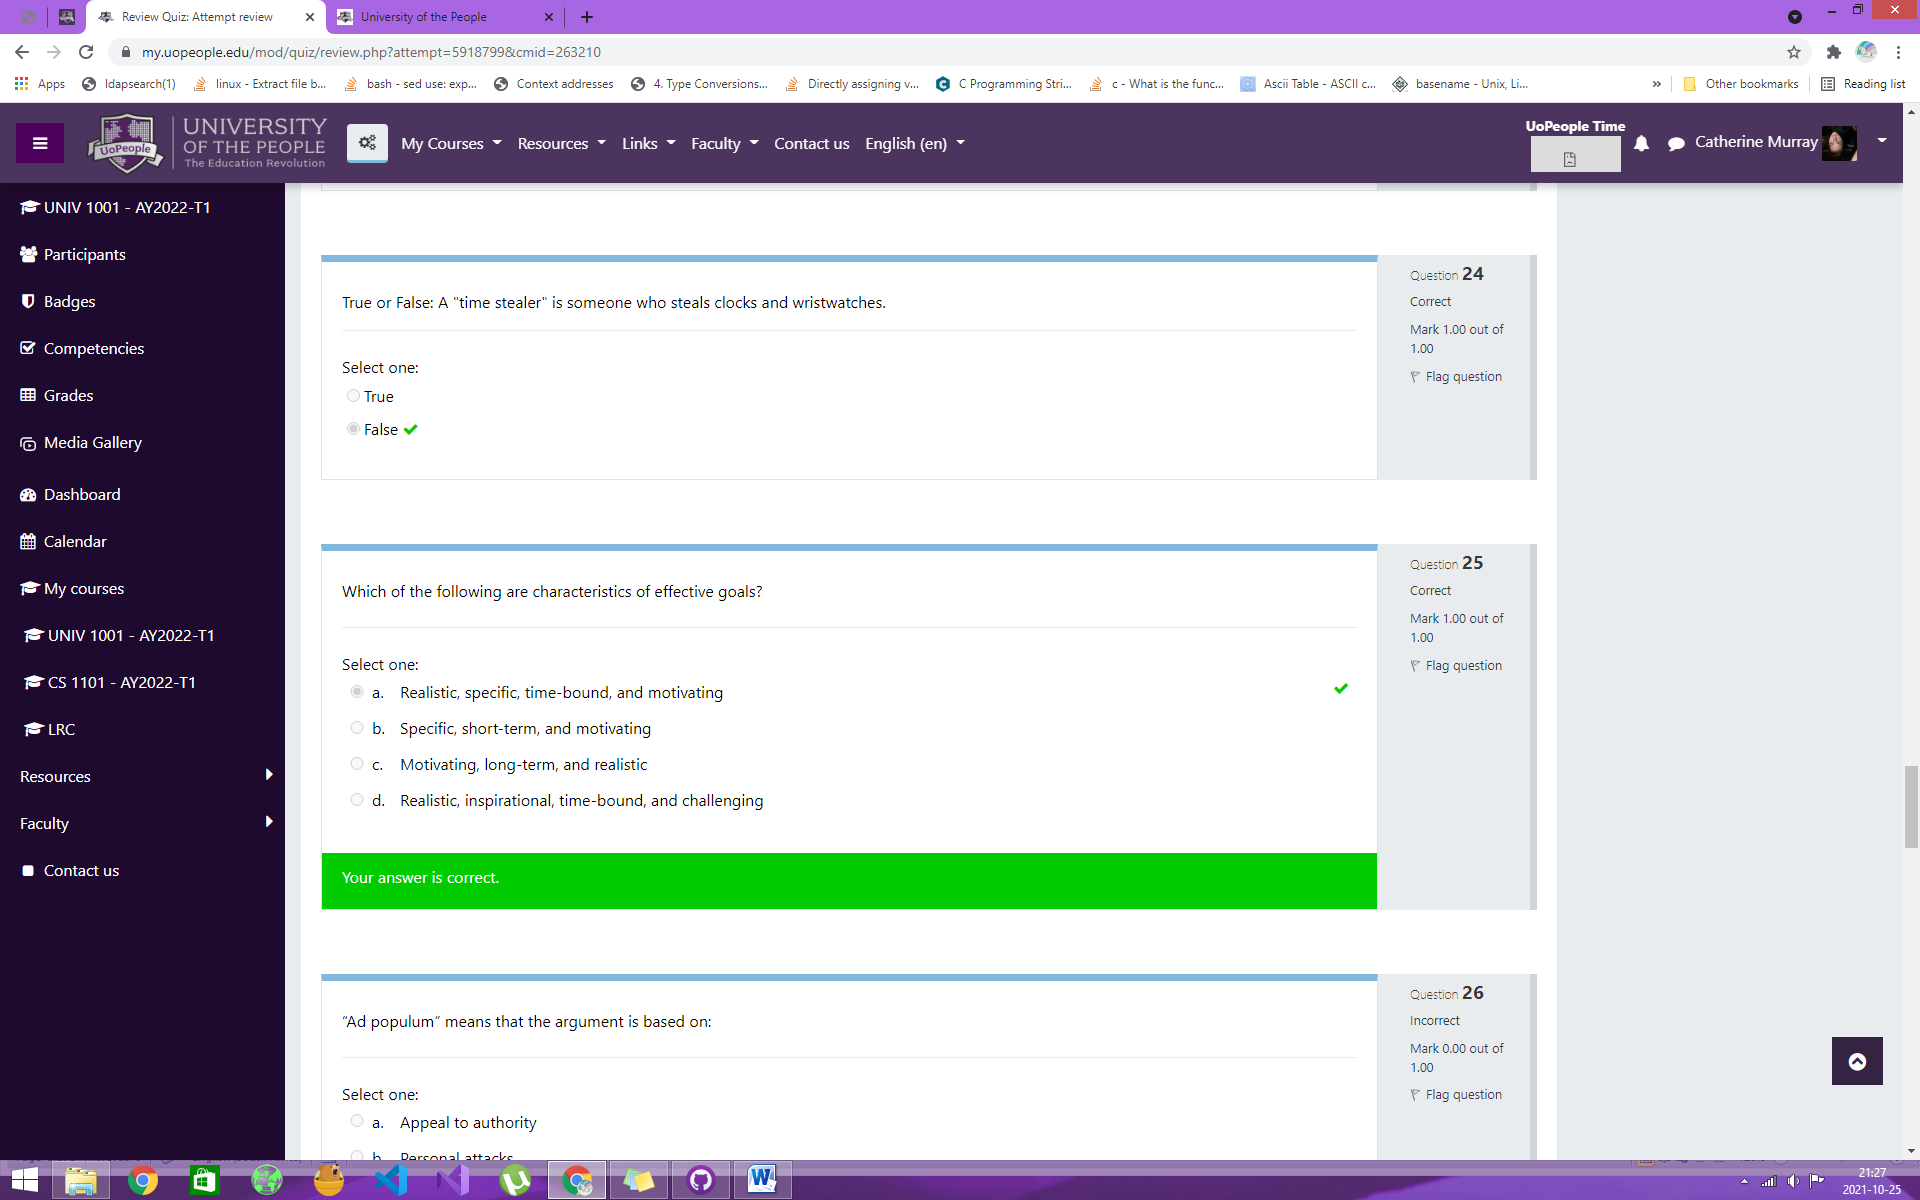 Review Quiz: Attempt review
University of the People
my.uopeople.edu/mod/quiz/review.php?attempt=5918799&cmid=263210
Apps
ldapsearch(1)
linux - Extract file b...
bash - sed use: exp...
Context addresses
4. Type Conversions...
Directly assigning v...
C Programming Stri...
c - What is the func...
Ascii Table - ASCII c...
basename - Unix, Li...
Other bookmarks
Reading list
UoPeople
UNIVERSITY
OF THE PEOPLE
The Education Revolution
My Courses
Resources
Links
Faculty
Contact us
English (en)
UoPeople Time
Catherine Murray
UNIV 1001 - AY2022-T1
Participants
Badges
Competencies
Grades
Media Gallery
Dashboard
Calendar
My courses
UNIV 1001 - AY2022-T1
CS 1101 - AY2022-T1
LRC
Resources
Faculty
Contact us
True or False: A "time stealer" is someone who steals clocks and wristwatches.
Select one:
True
False
Question 24
Correct
Mark 1.00 out of
1.00
Flag question
Which of the following are characteristics of effective goals?
Select one:
a. Realistic, specific, time-bound, and motivating
b. Specific, short-term, and motivating
c. Motivating, long-term, and realistic
d. Realistic, inspirational, time-bound, and challenging
Your answer is correct.
Question 25
Correct
Mark 1.00 out of
1.00
Flag question
“Ad populum” means that the argument is based on:
Select one:
a. Appeal to authority
b. Personal attacks
Question 26
Incorrect
Mark 0.00 out of
1.00
Flag question
21:27
2021-10-25